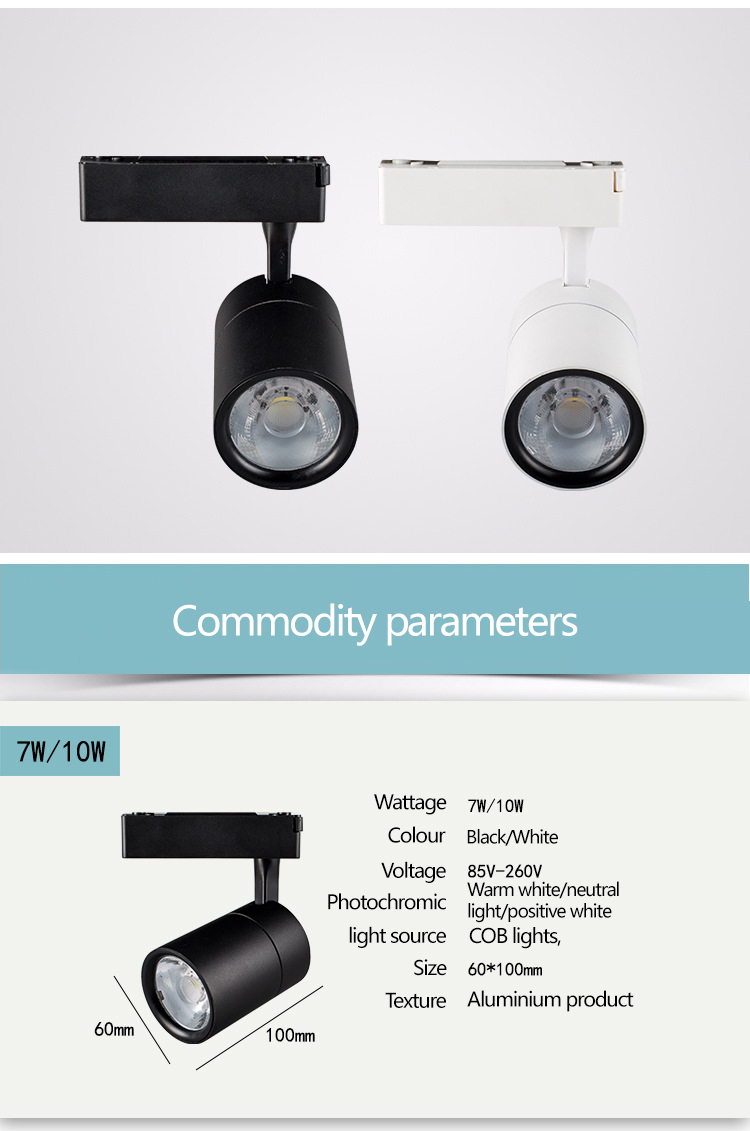 Commodity parameters
7W/10W
Wattage 7W/10W
Colour Black/White
Voltage 85V-260V
Photochromic Warm white/neutral
light/positive white
light source COB lights,
Size 60*100mm
Texture Aluminium product
60mm
100mm